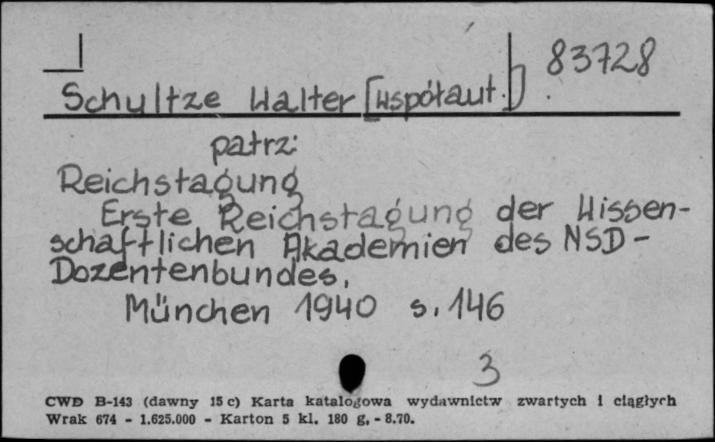 83728
Schultze Walter [współaut.]
patrz:
Reichstagung
Erste Reichstagung der Wissen-
schaftlichen Akademien des NSD-
Dozentenbundes.
München 1940 s. 146
3
CWD B-143 (dawny 15 c) Karta katalogowa wydawnictw zwartych i ciągłych
Wrak 674 - 1.625.000 - Karton 5 kl. 180 g. - 8.70.